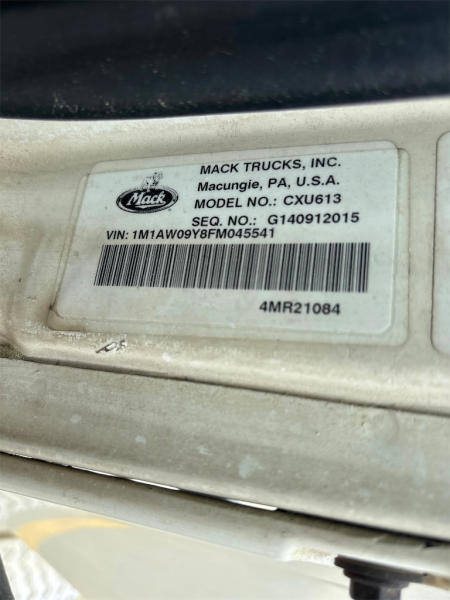 Mack
MACK TRUCKS, INC.
Macungie, PA, U.S.A.
MODEL NO.: CXU613
SEQ. NO.: G140912015
VIN: 1M1AW09Y8FM045541
4MR21084